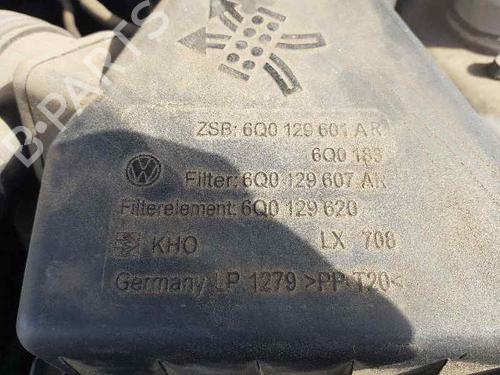 ZSB: 6Q0 129 601 AR
6Q0 183
Filter: 6Q0 129 607 AK
Filterelement: 6Q0 129 620
KHO LX 708
Germany LP 1279 >PP-T20<
B-PARTS